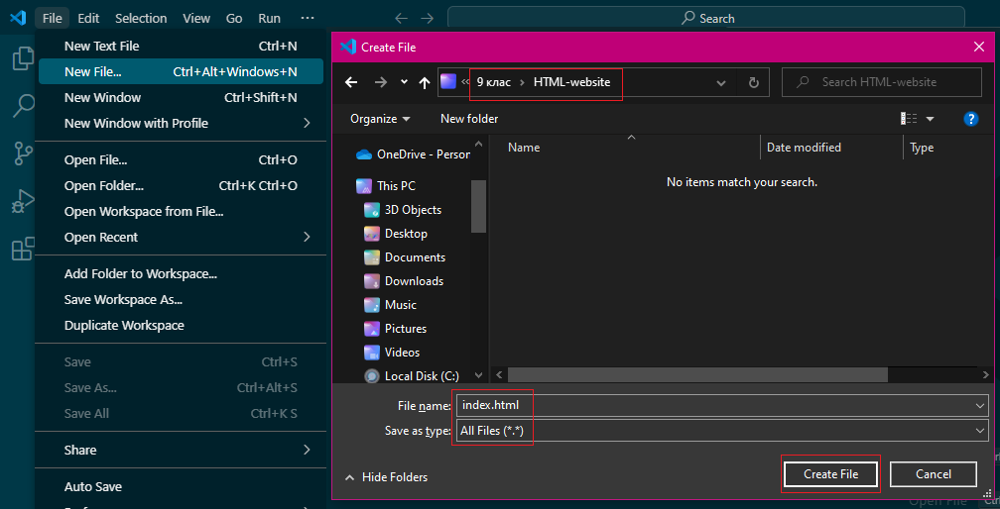 File Edit Selection View Go Run ··· Search
New Text File Ctrl+N
New File... Ctrl+Alt+Windows+N
New Window Ctrl+Shift+N
New Window with Profile
Open File... Ctrl+O
Open Folder... Ctrl+K Ctrl+O
Open Workspace from File...
Open Recent
Add Folder to Workspace...
Save Workspace As...
Duplicate Workspace
Save Ctrl+S
Save As... Ctrl+Alt+S
Save All Ctrl+K S
Share
Auto Save
Create File
« 9 клас › HTML-website
Search HTML-website
Organize New folder
OneDrive - Person
This PC
3D Objects
Desktop
Documents
Downloads
Music
Pictures
Videos
Local Disk (C:)
Name Date modified Type
No items match your search.
File name: index.html
Save as type: All Files (*.*)
Hide Folders
Create File Cancel
Open File